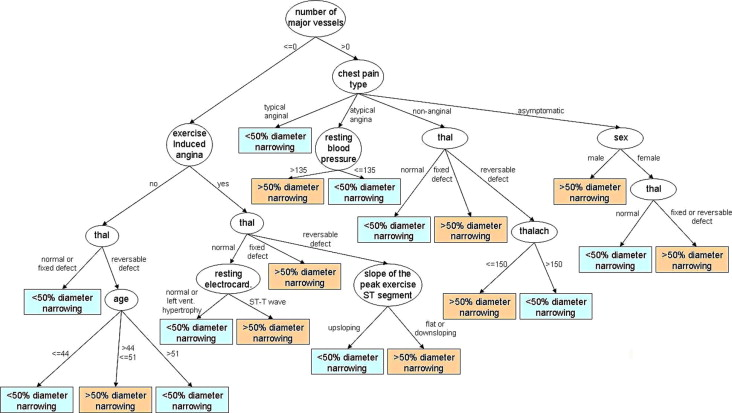 number of
major vessels
<=0
>0
chest pain
type
typical
anginal
atypical
angina
non-anginal
asymptomatic
exercise
Induced
angina
<50% diameter
narrowing
resting
blood
pressure
thal
sex
>135
<=135
normal
fixed
defect
reversable
defect
male
female
no
yes
>50% diameter
narrowing
<50% diameter
narrowing
>50% diameter
narrowing
thal
normal
fixed or reversable
defect
thal
thal
<50% diameter
narrowing
>50% diameter
narrowing
thalach
<50% diameter
narrowing
>50% diameter
narrowing
normal or
fixed defect
reversable
defect
normal
fixed
defect
reversable
defect
<=150
>150
resting
electrocard.
>50% diameter
narrowing
slope of the
peak exercise
ST segment
<50% diameter
narrowing
age
normal or
left vent.
hypertrophy
ST-T wave
>50% diameter
narrowing
<50% diameter
narrowing
<50% diameter
narrowing
>50% diameter
narrowing
upsloping
flat or
downsloping
<=44
>44
<=51
>51
<50% diameter
narrowing
>50% diameter
narrowing
<50% diameter
narrowing
>50% diameter
narrowing
<50% diameter
narrowing